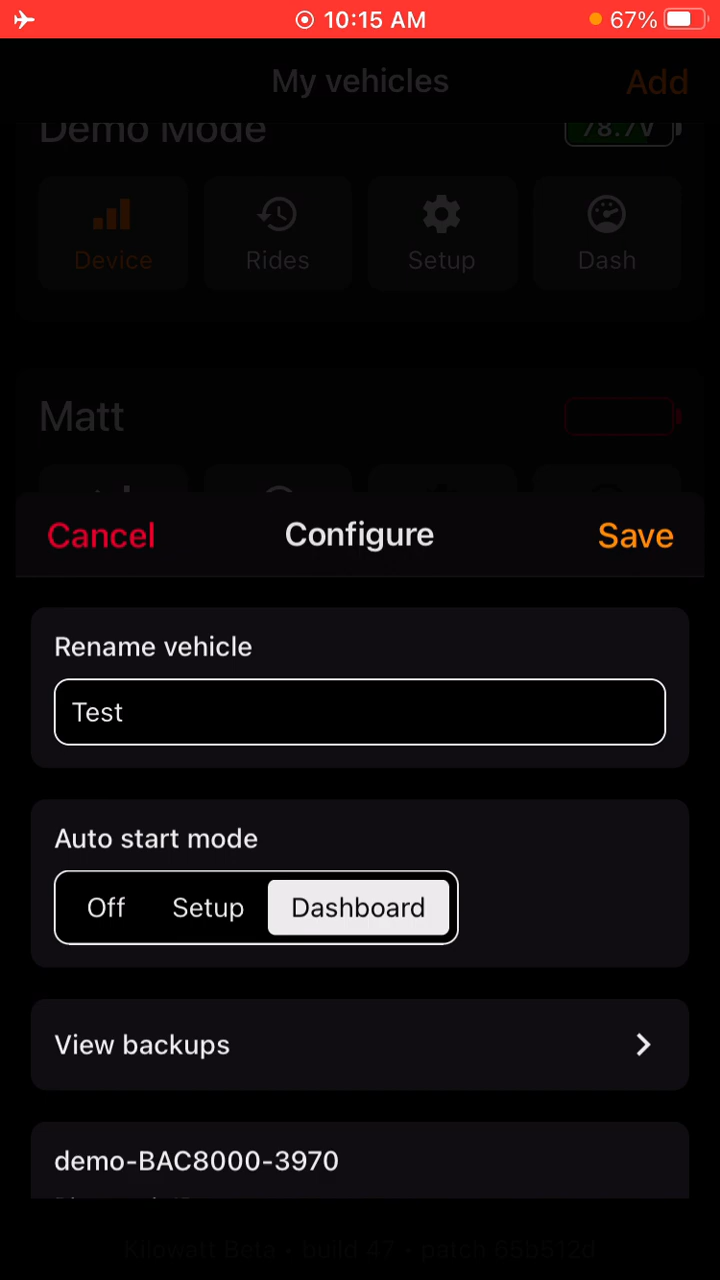 10:15 AM 67%
My vehicles Add
Demo Mode 78.7V
Device Rides Setup Dash
Matt
Cancel Configure Save
Rename vehicle
Test
Auto start mode
Off Setup Dashboard
View backups
demo-BAC8000-3970
Kilowatt Beta • build 47 • patch 65b512d